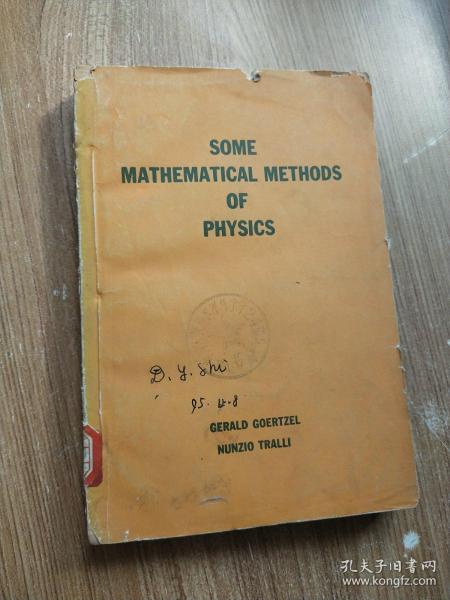 SOME
MATHEMATICAL METHODS
OF
PHYSICS
D. Y. Shi
95. 4.8
GERALD GOERTZEL
NUNZIO TRALLI
孔夫子旧书网
www.kongfz.com